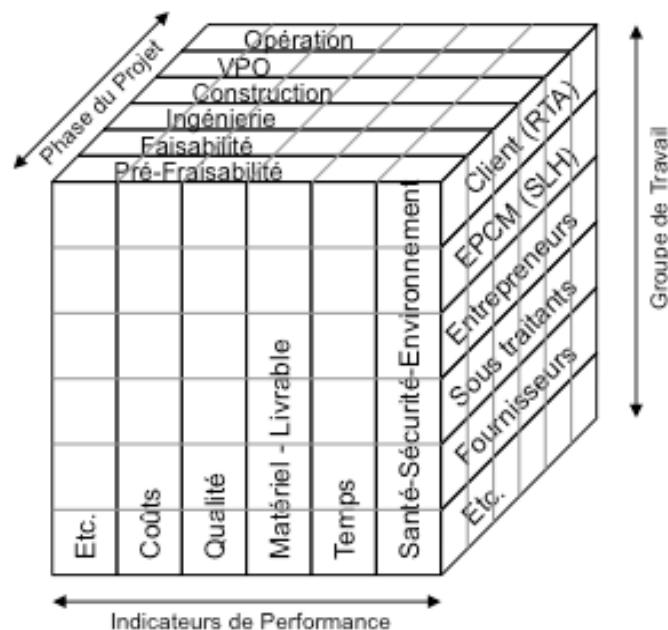 Opération
VPO
Construction
Ingénierie
Faisabilité
Pré-Fraisabilité
Phase du Projet
Client (RTA)
EPCM (SLH)
Entrepreneurs
Sous traitants
Fournisseurs
Etc.
Groupe de Travail
Etc.
Coûts
Qualité
Matériel - Livrable
Temps
Santé-Sécurité-Environnement
Indicateurs de Performance